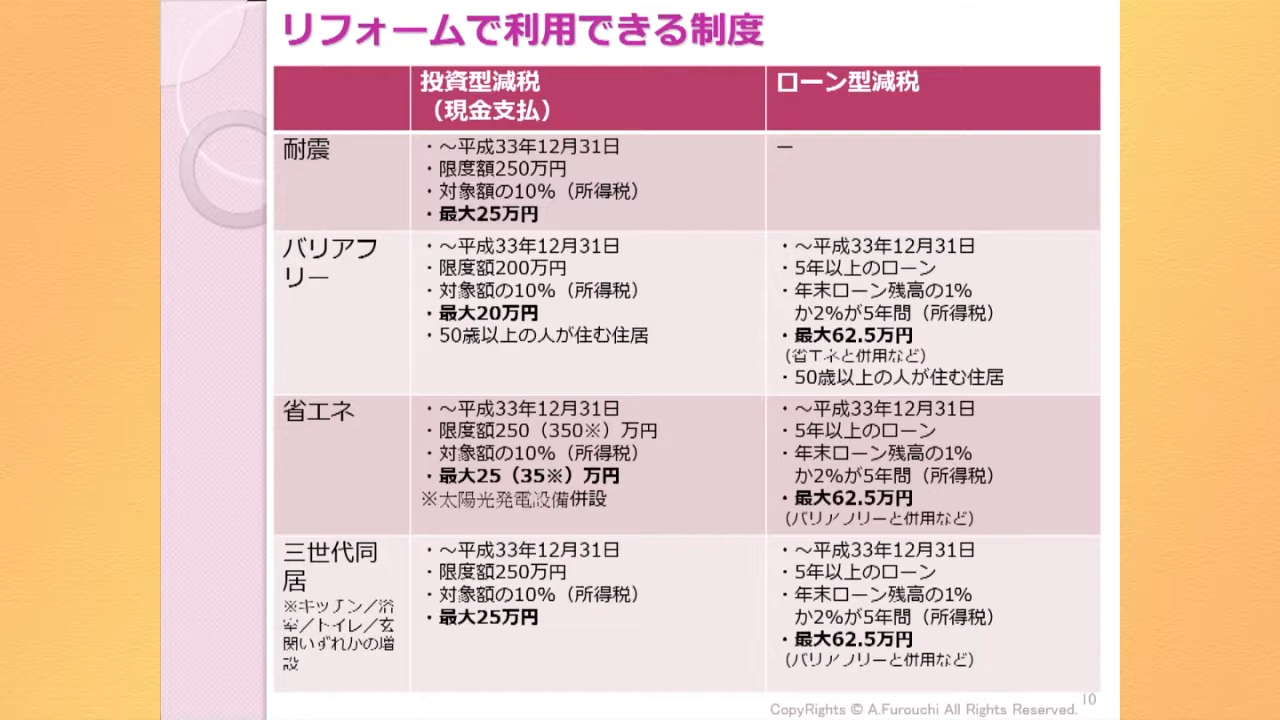 リフォームで利用できる制度
投資型減税
（現金支払）
ローン型減税
耐震
・～平成33年12月31日
・限度額250万円
・対象額の10%（所得税）
・最大25万円
－
バリアフ
リー
・～平成33年12月31日
・限度額200万円
・対象額の10%（所得税）
・最大20万円
・50歳以上の人が住む住居
・～平成33年12月31日
・5年以上のローン
・年末ローン残高の1%
か2%が5年間（所得税）
・最大62.5万円
（省エネと併用など）
・50歳以上の人が住む住居
省エネ
・～平成33年12月31日
・限度額250（350※）万円
・対象額の10%（所得税）
・最大25（35※）万円
※太陽光発電設備併設
・～平成33年12月31日
・5年以上のローン
・年末ローン残高の1%
か2%が5年間（所得税）
・最大62.5万円
（バリアフリーと併用など）
三世代同
居
※キッチン／浴
室／トイレ／玄
関いずれかの増
設
・～平成33年12月31日
・限度額250万円
・対象額の10%（所得税）
・最大25万円
・～平成33年12月31日
・5年以上のローン
・年末ローン残高の1%
か2%が5年間（所得税）
・最大62.5万円
（バリアフリーと併用など）
CopyRights © A.Furouchi All Rights Reserved.
10